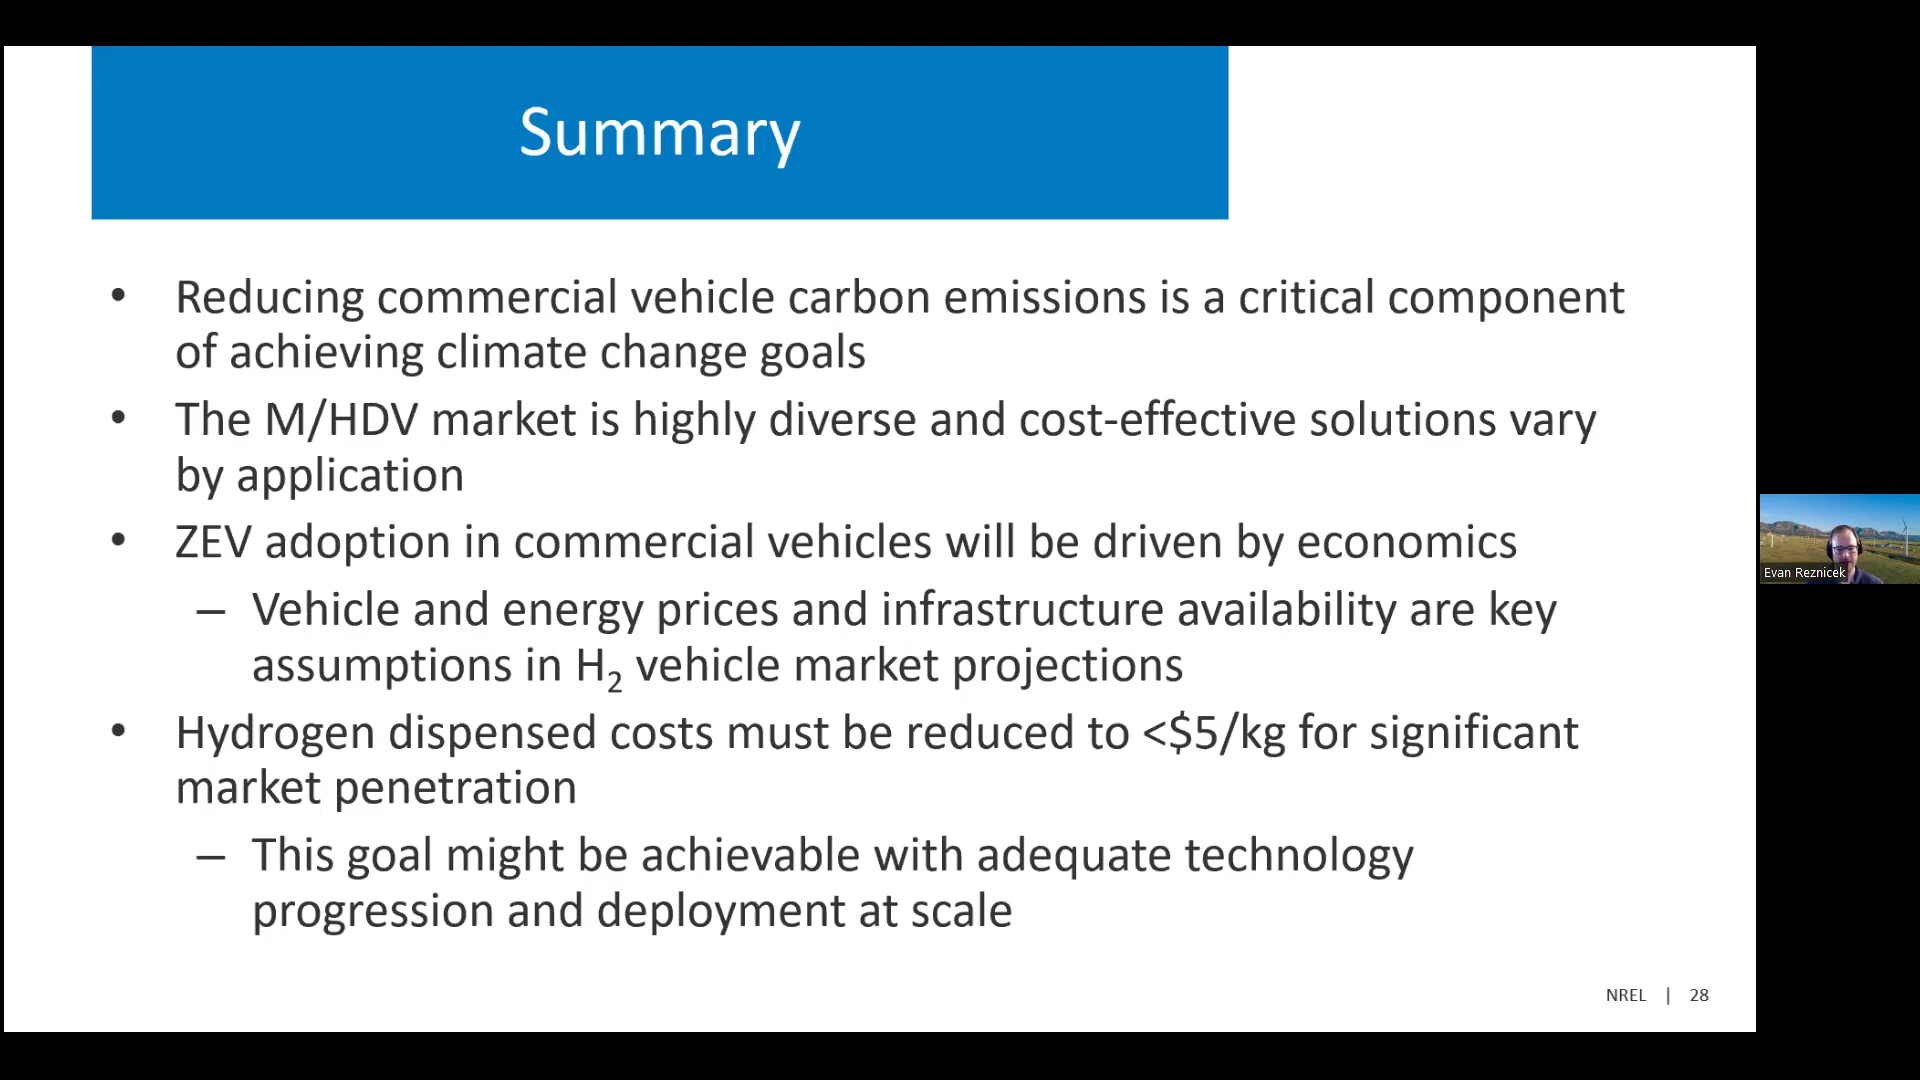 Summary
• Reducing commercial vehicle carbon emissions is a critical component
of achieving climate change goals
• The M/HDV market is highly diverse and cost-effective solutions vary
by application
• ZEV adoption in commercial vehicles will be driven by economics
– Vehicle and energy prices and infrastructure availability are key
assumptions in H₂ vehicle market projections
• Hydrogen dispensed costs must be reduced to <$5/kg for significant
market penetration
– This goal might be achievable with adequate technology
progression and deployment at scale
NREL | 28
Evan Reznicek